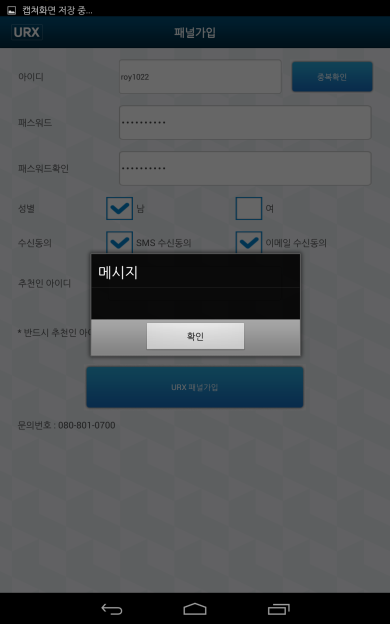 캡쳐화면 저장 중...
URX 패널가입
아이디 roy1022 중복확인
패스워드 ••••••••••
패스워드확인 ••••••••••
성별 남 여
수신동의 SMS 수신동의 이메일 수신동의
메시지
추천인 아이디
* 반드시 추천인 아이
확인
URX 패널가입
문의번호 : 080-801-0700